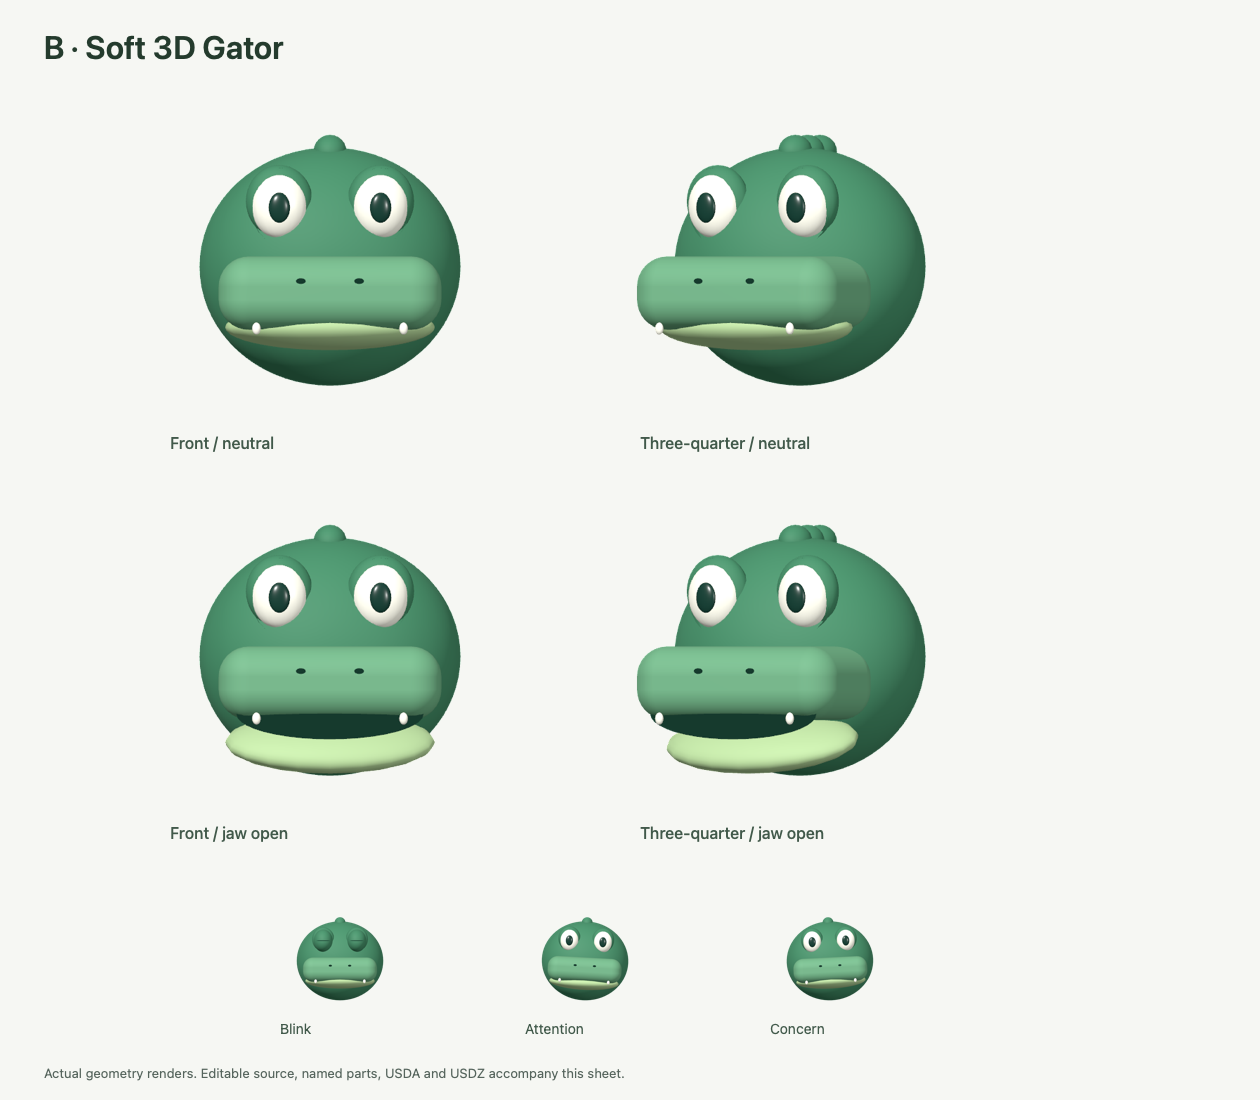 B · Soft 3D Gator
Front / neutral
Three-quarter / neutral
Front / jaw open
Three-quarter / jaw open
Blink
Attention
Concern
Actual geometry renders. Editable source, named parts, USDA and USDZ accompany this sheet.